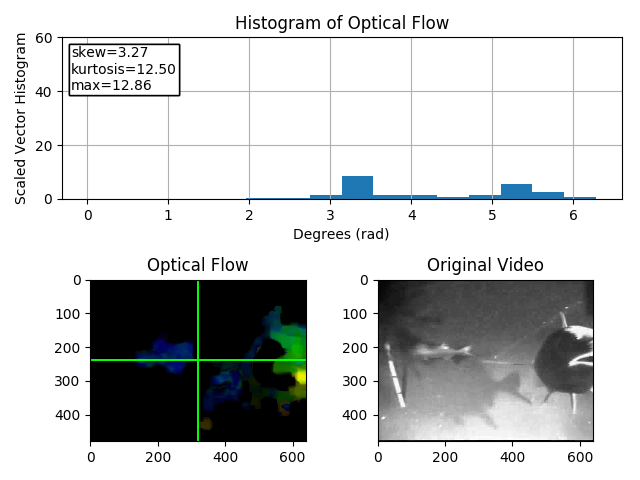 Histogram of Optical Flow
Scaled Vector Histogram
60
40
20
0
skew=3.27
kurtosis=12.50
max=12.86
0 1 2 3 4 5 6
Degrees (rad)
Optical Flow
0
100
200
300
400
0 200 400 600
Original Video
0
100
200
300
400
0 200 400 600